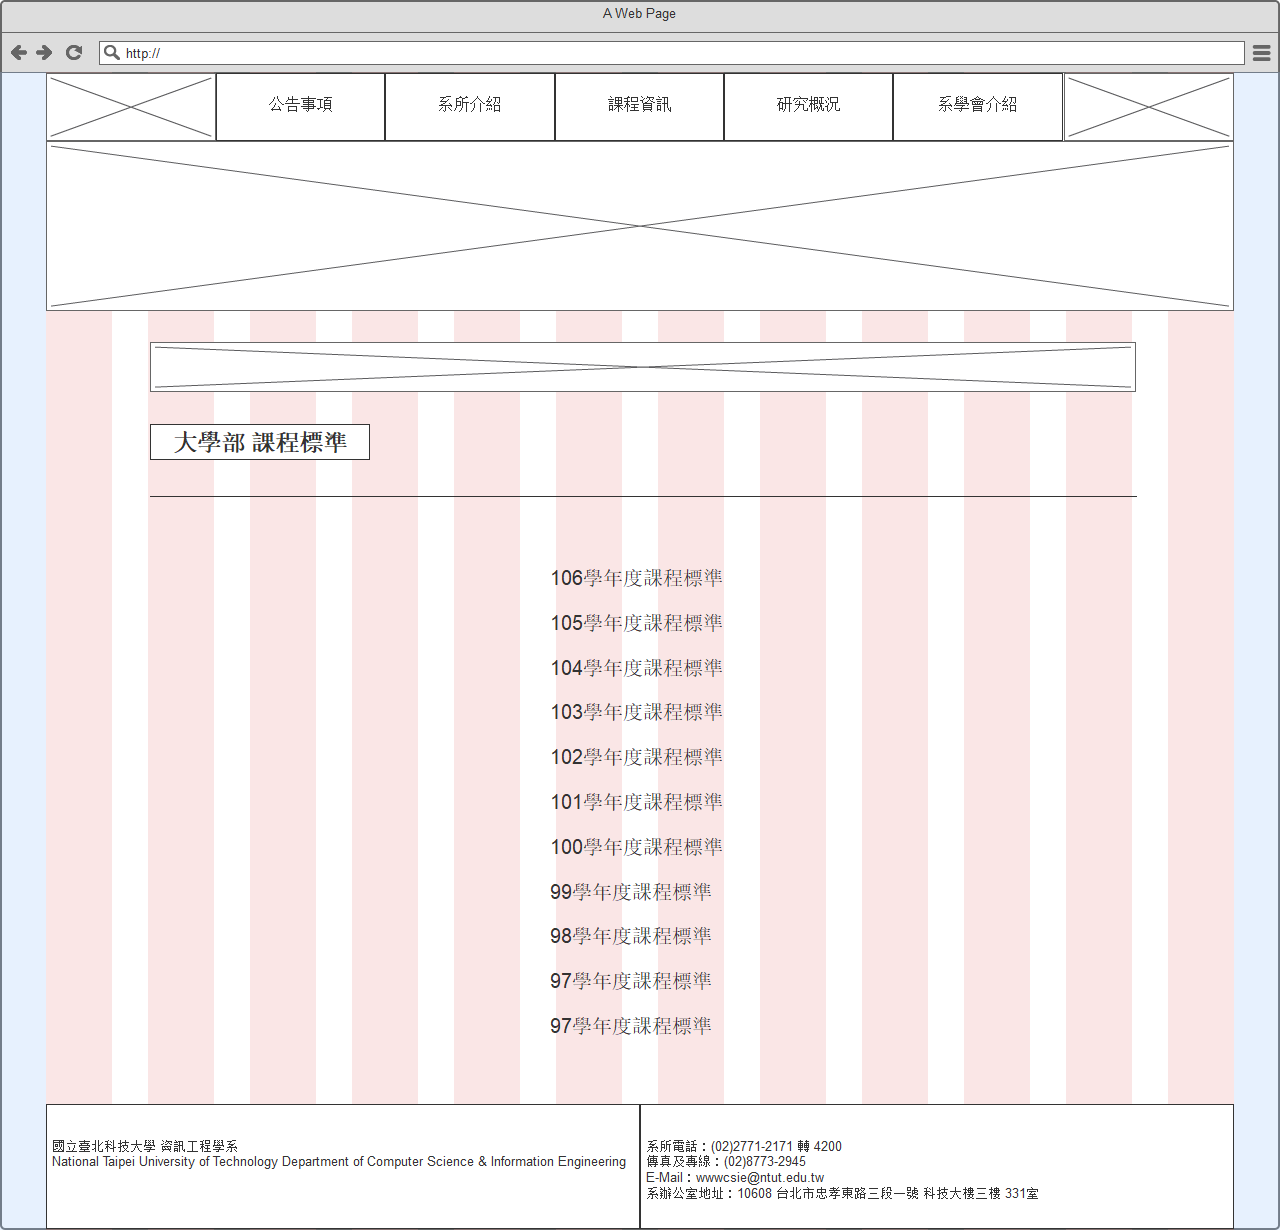 A Web Page
http://
公告事項
系所介紹
課程資訊
研究概況
系學會介紹
大學部 課程標準
106學年度課程標準
105學年度課程標準
104學年度課程標準
103學年度課程標準
102學年度課程標準
101學年度課程標準
100學年度課程標準
99學年度課程標準
98學年度課程標準
97學年度課程標準
97學年度課程標準
國立臺北科技大學 資訊工程學系
National Taipei University of Technology Department of Computer Science & Information Engineering
系所電話：(02)2771-2171 轉 4200
傳真及專線：(02)8773-2945
E-Mail：wwwcsie@ntut.edu.tw
系辦公室地址：10608 台北市忠孝東路三段一號 科技大樓三樓 331室